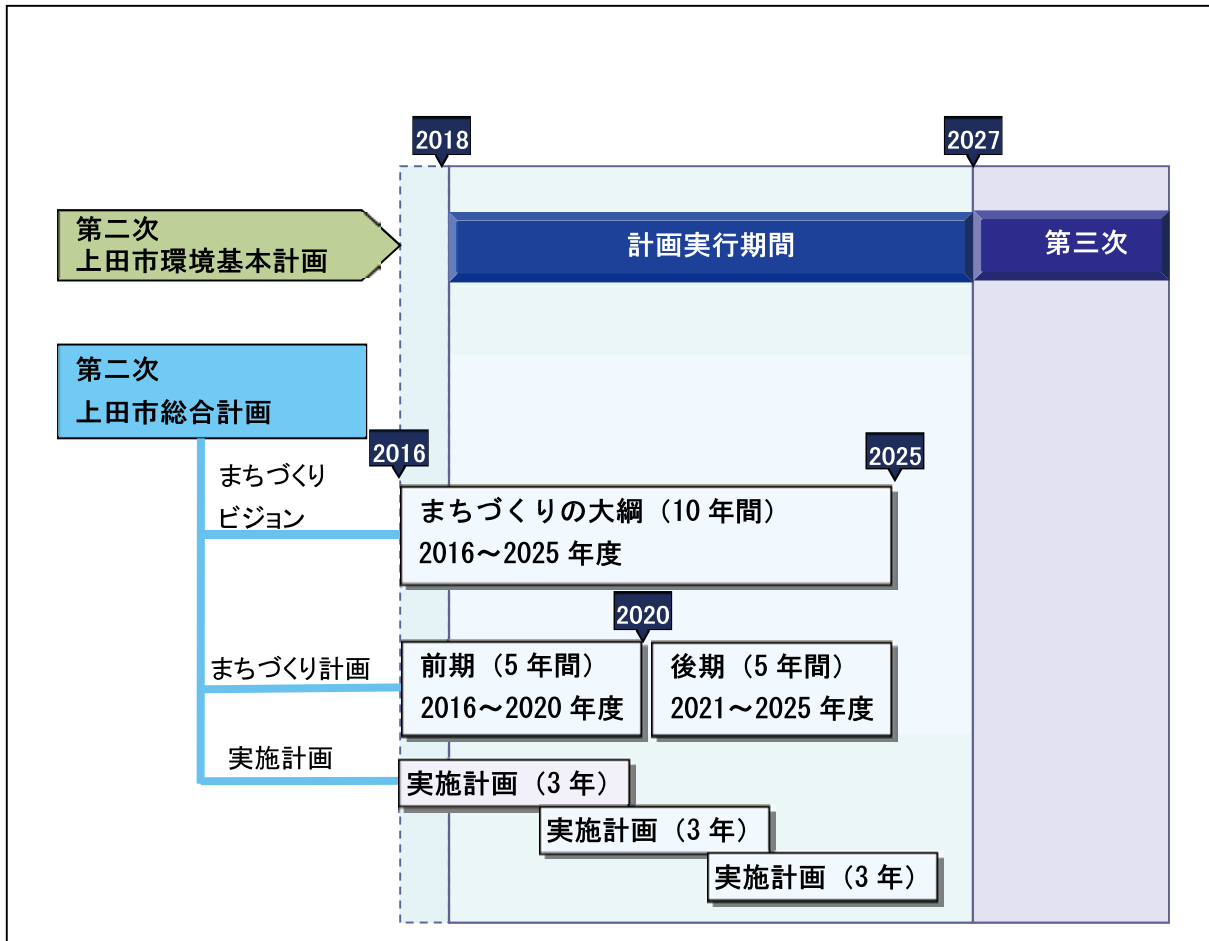 2018
2027
第二次
上田市環境基本計画
計画実行期間
第三次
第二次
上田市総合計画
2016
2025
まちづくり
ビジョン
まちづくりの大綱（10 年間）
2016～2025 年度
2020
まちづくり計画
前期（5 年間）
2016～2020 年度
後期（5 年間）
2021～2025 年度
実施計画
実施計画（3 年）
実施計画（3 年）
実施計画（3 年）